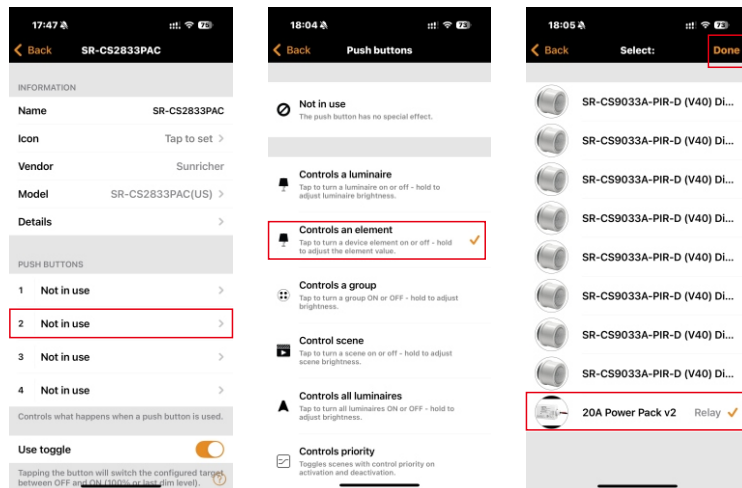 17:47
75
Back
SR-CS2833PAC
INFORMATION
Name SR-CS2833PAC
Icon Tap to set
Vendor Sunricher
Model SR-CS2833PAC(US)
Details
PUSH BUTTONS
1 Not in use
2 Not in use
3 Not in use
4 Not in use
Controls what happens when a push button is used.
Use toggle
Tapping the button will switch the configured target
between OFF and ON (100% or last dim level).
?
18:04
73
Back
Push buttons
Not in use
The push button has no special effect.
Controls a luminaire
Tap to turn a luminaire on or off - hold to
adjust luminaire brightness.
Controls an element
Tap to turn a device element on or off - hold
to adjust the element value.
Controls a group
Tap to turn a group ON or OFF - hold to adjust
brightness.
Control scene
Tap to turn a scene on or off - hold to adjust
scene brightness.
Controls all luminaires
Tap to turn all luminaires ON or OFF - hold to
adjust brightness.
Controls priority
Toggles scenes with control priority on
activation and deactivation.
18:05
73
Back
Select:
Done
SR-CS9033A-PIR-D (V40) Di...
SR-CS9033A-PIR-D (V40) Di...
SR-CS9033A-PIR-D (V40) Di...
SR-CS9033A-PIR-D (V40) Di...
SR-CS9033A-PIR-D (V40) Di...
SR-CS9033A-PIR-D (V40) Di...
SR-CS9033A-PIR-D (V40) Di...
SR-CS9033A-PIR-D (V40) Di...
20A Power Pack v2 Relay